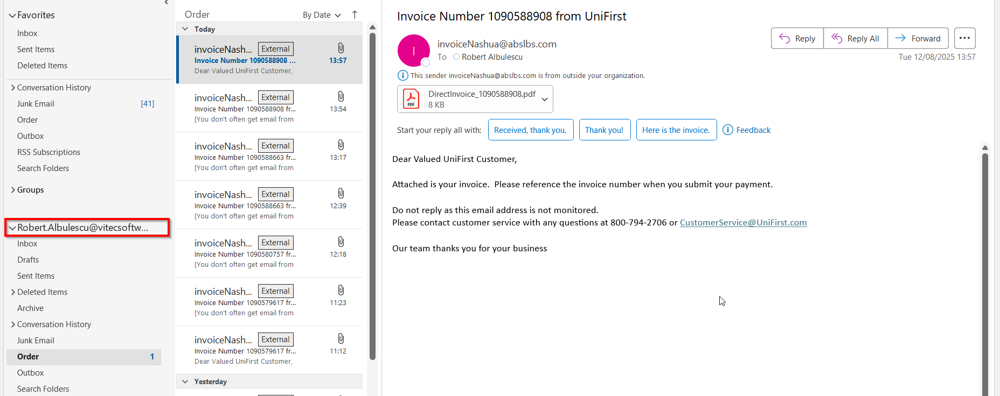 Favorites
Inbox
Sent Items
Deleted Items
Conversation History
Junk Email [41]
Order
Outbox
RSS Subscriptions
Search Folders
Groups
Robert.Albulescu@vitecsoftw...
Inbox
Drafts
Sent Items
Deleted Items
Archive
Conversation History
Junk Email
Order 1
Outbox
Search Folders
Order By Date
Today
invoiceNash... External
Invoice Number 1090588908 ... 13:57
Dear Valued UniFirst Customer,
invoiceNash... External
Invoice Number 1090588908 fr... 13:54
[You don't often get email from
invoiceNash... External
Invoice Number 1090588663 fr... 13:17
[You don't often get email from
invoiceNash... External
Invoice Number 1090588663 fr... 12:39
[You don't often get email from
invoiceNash... External
Invoice Number 1090580757 fr... 12:18
[You don't often get email from
invoiceNash... External
Invoice Number 1090579617 fr... 11:23
[You don't often get email from
invoiceNash... External
Invoice Number 1090579617 fr... 11:12
Dear Valued UniFirst Customer,
Yesterday
Invoice Number 1090588908 from UniFirst
I
invoiceNashua@abslbs.com
To Robert Albulescu
Reply Reply All Forward ...
Tue 12/08/2025 13:57
This sender invoiceNashua@abslbs.com is from outside your organization.
PDF
DirectInvoice_1090588908.pdf
8 KB
Start your reply all with: Received, thank you. Thank you! Here is the invoice. Feedback
Dear Valued UniFirst Customer,
Attached is your invoice.  Please reference the invoice number when you submit your payment.
Do not reply as this email address is not monitored.
Please contact customer service with any questions at 800-794-2706 or CustomerService@UniFirst.com
Our team thanks you for your business